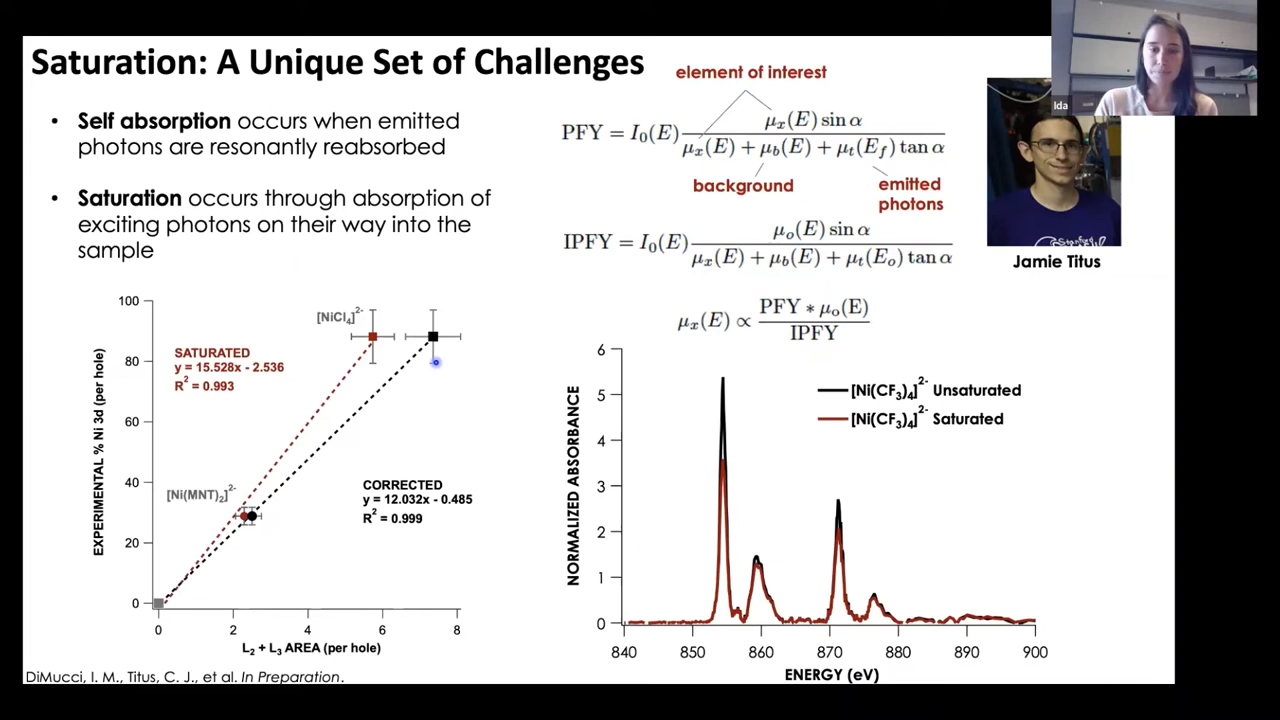 Saturation: A Unique Set of Challenges
Ida
• Self absorption occurs when emitted
photons are resonantly reabsorbed
• Saturation occurs through absorption of
exciting photons on their way into the
sample
element of interest
PFY = I₀(E) μₓ(E) sin α / μₓ(E) + μ_b(E) + μ_t(E_f) tan α
background
emitted
photons
IPFY = I₀(E) μ_o(E) sin α / μₓ(E) + μ_b(E) + μ_t(E_o) tan α
μₓ(E) ∝ PFY * μ_o(E) / IPFY
Stanford
Jamie Titus
EXPERIMENTAL % Ni 3d (per hole)
100
80
60
40
20
0
[NiCl₄]²⁻
SATURATED
y = 15.528x - 2.536
R² = 0.993
[Ni(MNT)₂]²⁻
CORRECTED
y = 12.032x - 0.485
R² = 0.999
0 2 4 6 8
L₂ + L₃ AREA (per hole)
NORMALIZED ABSORBANCE
6
5
4
3
2
1
0
[Ni(CF₃)₄]²⁻ Unsaturated
[Ni(CF₃)₄]²⁻ Saturated
840 850 860 870 880 890 900
ENERGY (eV)
DiMucci, I. M., Titus, C. J., et al. In Preparation.